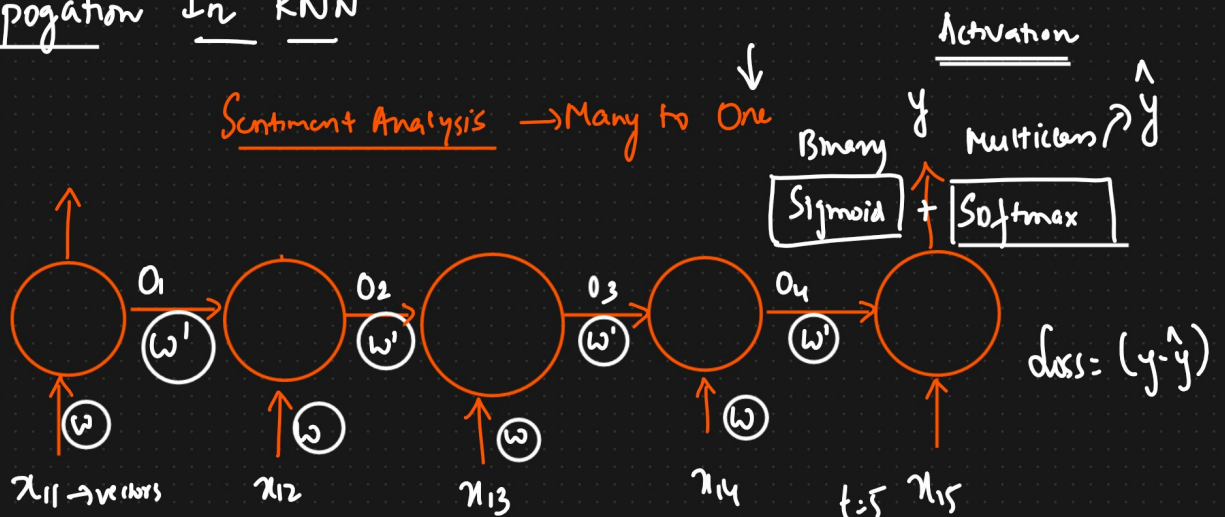 pogation In RNN
Activation
Sentiment Analysis → Many to One
y ŷ
Binary Multiclass
Sigmoid + Softmax
O1 O2 O3 O4
w' w' w' w'
loss = (y-ŷ)
w w w w
x11 → vectors x12 x13 x14 t=5 x15